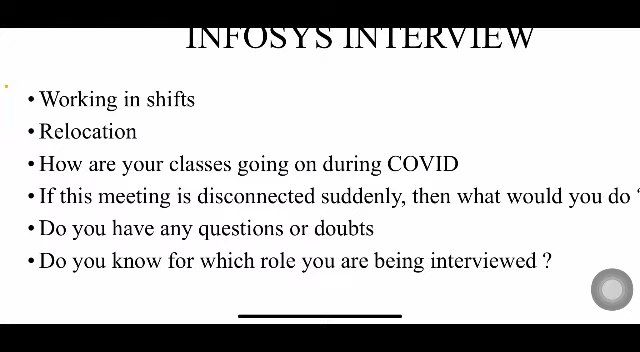 INFOSYS INTERVIEW
• Working in shifts
• Relocation
• How are your classes going on during COVID
• If this meeting is disconnected suddenly, then what would you do ?
• Do you have any questions or doubts
• Do you know for which role you are being interviewed ?